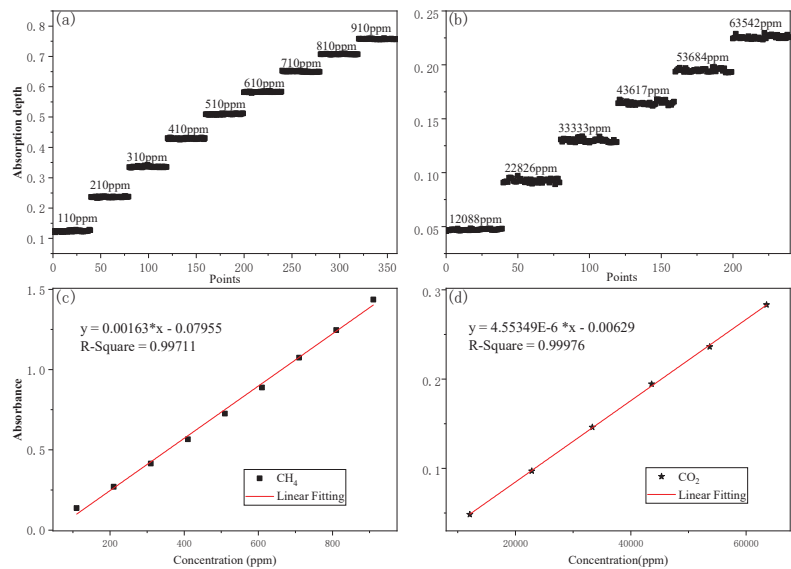 (a)
Absorption depth
0.8
0.7
0.6
0.5
0.4
0.3
0.2
0.1
110ppm
210ppm
310ppm
410ppm
510ppm
610ppm
710ppm
810ppm
910ppm
0 50 100 150 200 250 300 350
Points
(b)
0.25
0.20
0.15
0.10
0.05
12088ppm
22826ppm
33333ppm
43617ppm
53684ppm
63542ppm
0 50 100 150 200
Points
(c)
Absorbance
1.5
1.0
0.5
0.0
y = 0.00163*x - 0.07955
R-Square = 0.99711
CH4
Linear Fitting
200 400 600 800
Concentration (ppm)
(d)
0.3
0.2
0.1
y = 4.55349E-6 *x - 0.00629
R-Square = 0.99976
CO2
Linear Fitting
20000 40000 60000
Concentration(ppm)